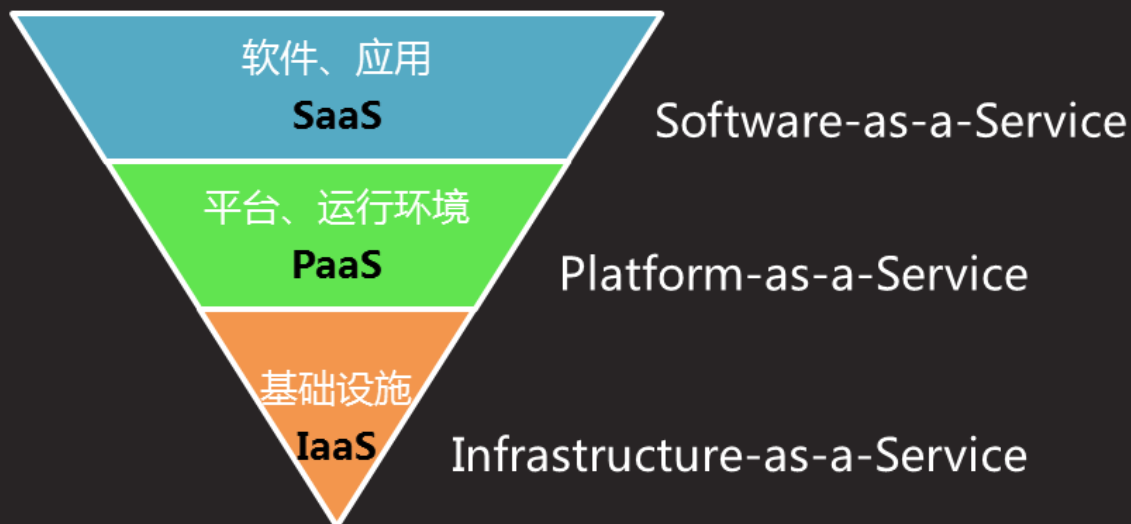 软件、应用
SaaS
Software-as-a-Service
平台、运行环境
PaaS
Platform-as-a-Service
基础设施
IaaS
Infrastructure-as-a-Service